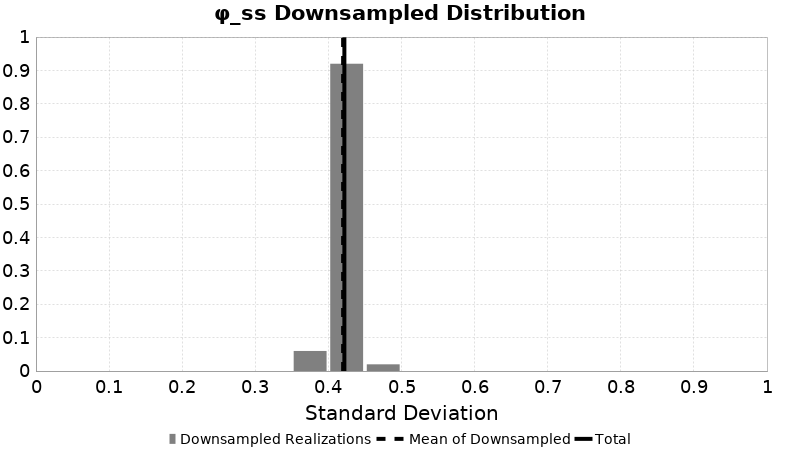 φ_ss Downsampled Distribution
1
0.9
0.8
0.7
0.6
0.5
0.4
0.3
0.2
0.1
0
0 0.1 0.2 0.3 0.4 0.5 0.6 0.7 0.8 0.9 1
Standard Deviation
Downsampled Realizations Mean of Downsampled Total